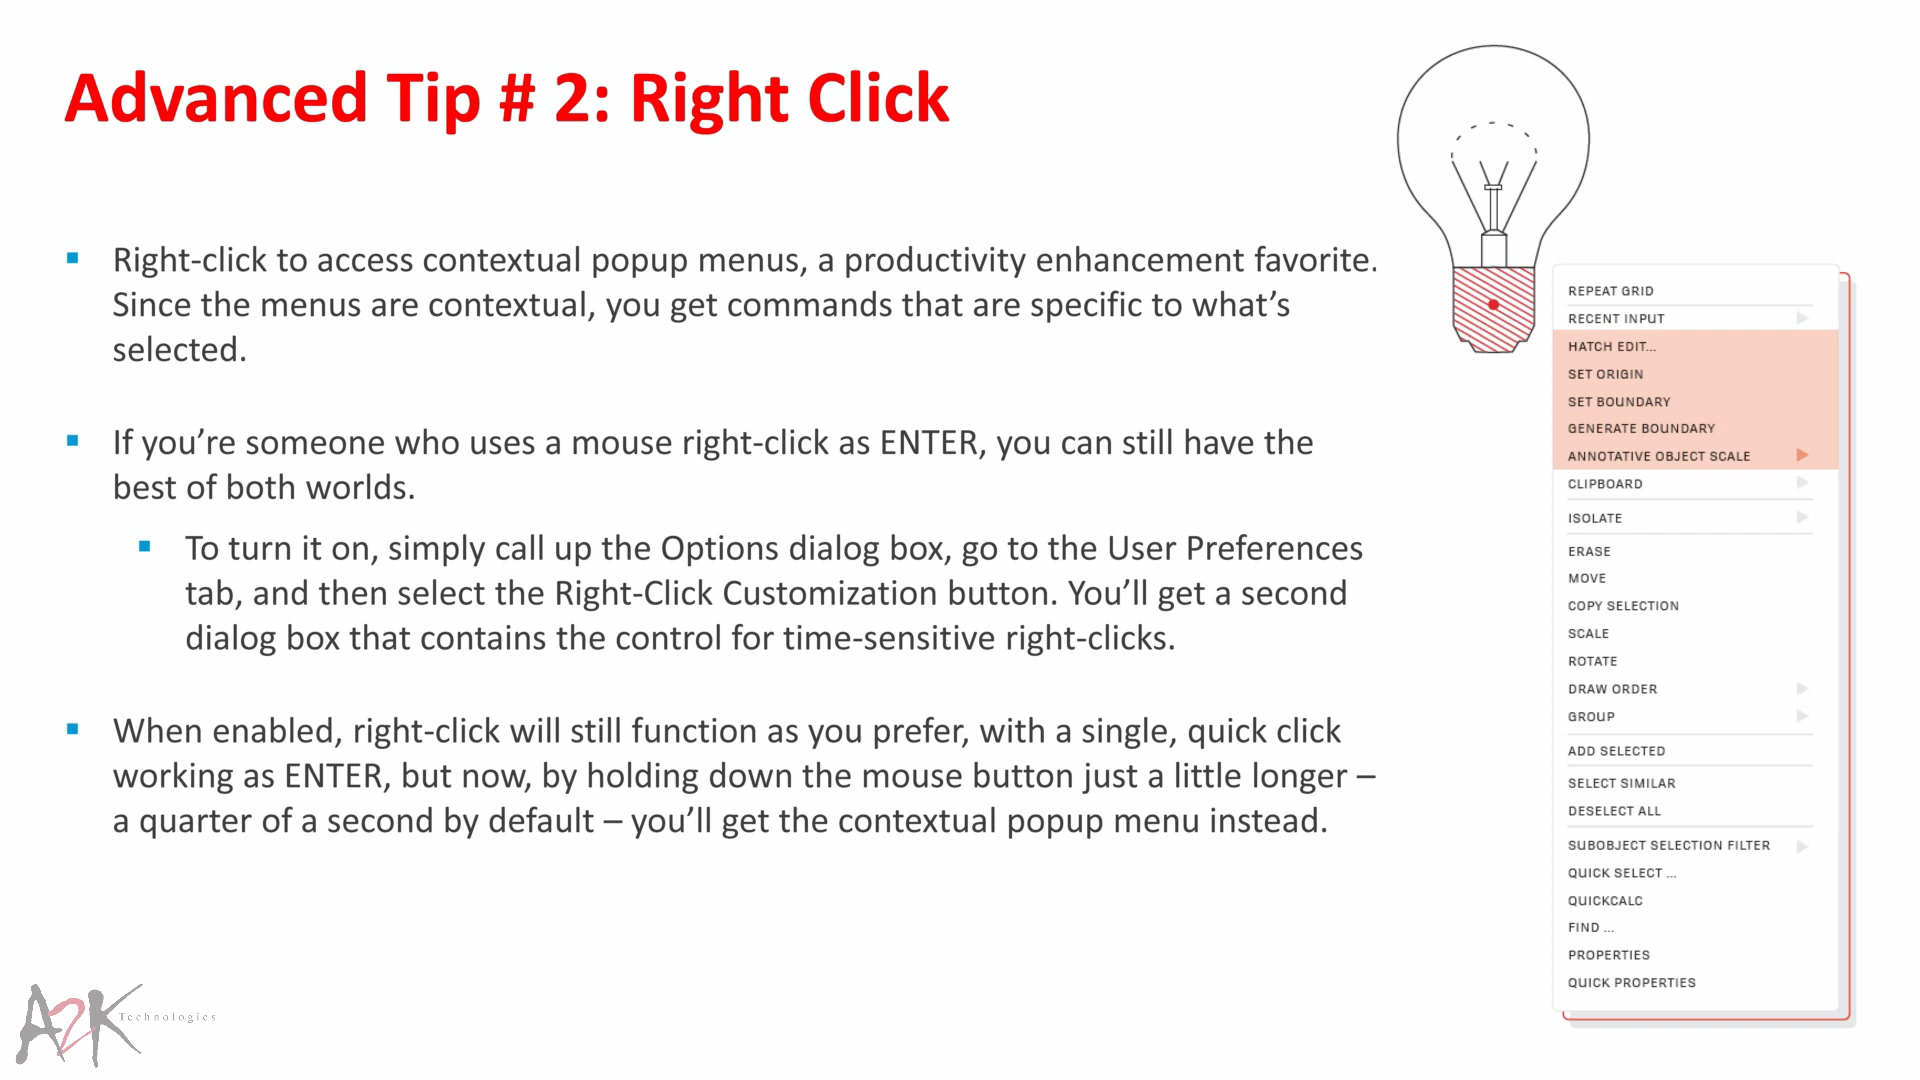 Advanced Tip # 2: Right Click
Right-click to access contextual popup menus, a productivity enhancement favorite.
Since the menus are contextual, you get commands that are specific to what’s
selected.
If you’re someone who uses a mouse right-click as ENTER, you can still have the
best of both worlds.
To turn it on, simply call up the Options dialog box, go to the User Preferences
tab, and then select the Right-Click Customization button. You’ll get a second
dialog box that contains the control for time-sensitive right-clicks.
When enabled, right-click will still function as you prefer, with a single, quick click
working as ENTER, but now, by holding down the mouse button just a little longer –
a quarter of a second by default – you’ll get the contextual popup menu instead.
REPEAT GRID
RECENT INPUT
HATCH EDIT...
SET ORIGIN
SET BOUNDARY
GENERATE BOUNDARY
ANNOTATIVE OBJECT SCALE
CLIPBOARD
ISOLATE
ERASE
MOVE
COPY SELECTION
SCALE
ROTATE
DRAW ORDER
GROUP
ADD SELECTED
SELECT SIMILAR
DESELECT ALL
SUBOBJECT SELECTION FILTER
QUICK SELECT ...
QUICKCALC
FIND ...
PROPERTIES
QUICK PROPERTIES
A2K Technologies